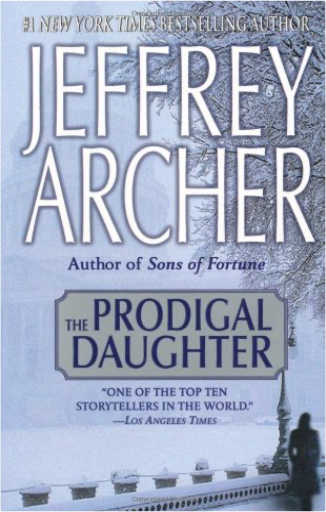 #1 NEW YORK TIMES BESTSELLING AUTHOR
JEFFREY
ARCHER
Author of Sons of Fortune
THE PRODIGAL
DAUGHTER
“ONE OF THE TOP TEN
STORYTELLERS IN THE WORLD.”
—LOS ANGELES TIMES